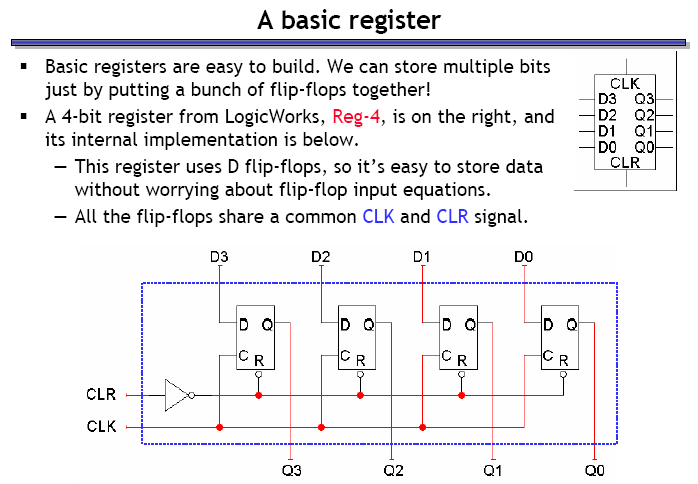 A basic register
▪ Basic registers are easy to build. We can store multiple bits
just by putting a bunch of flip-flops together!
▪ A 4-bit register from LogicWorks, Reg-4, is on the right, and
its internal implementation is below.
— This register uses D flip-flops, so it’s easy to store data
without worrying about flip-flop input equations.
— All the flip-flops share a common CLK and CLR signal.
CLK
D3 Q3
D2 Q2
D1 Q1
D0 Q0
CLR
D3 D2 D1 D0
D Q D Q D Q D Q
C R C R C R C R
CLR
CLK
Q3 Q2 Q1 Q0